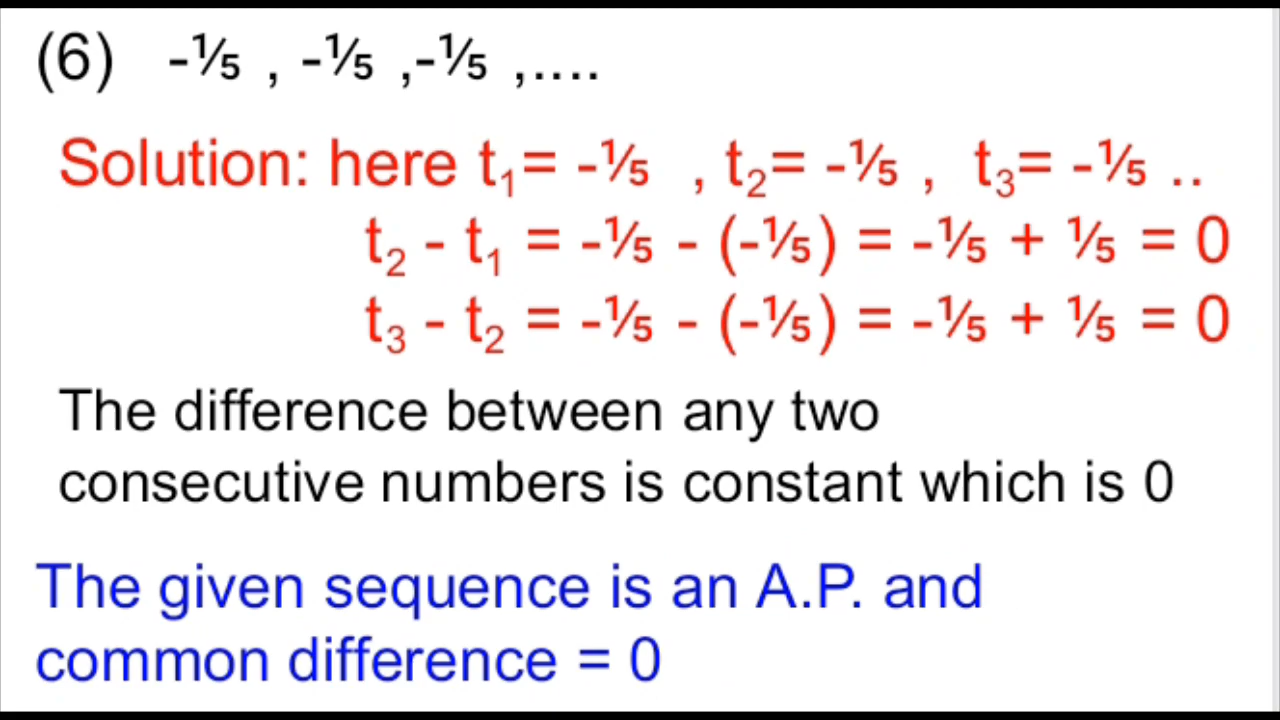 (6) -⅕ , -⅕ ,-⅕ ,....
Solution: here t₁= -⅕ , t₂= -⅕ , t₃= -⅕ ..
t₂ - t₁ = -⅕ - (-⅕) = -⅕ + ⅕ = 0
t₃ - t₂ = -⅕ - (-⅕) = -⅕ + ⅕ = 0
The difference between any two
consecutive numbers is constant which is 0
The given sequence is an A.P. and
common difference = 0